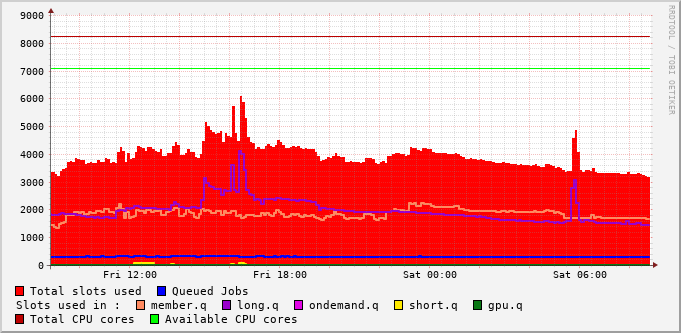 9000
8000
7000
6000
5000
4000
3000
2000
1000
0
Fri 12:00 Fri 18:00 Sat 00:00 Sat 06:00
RRDTOOL / TOBI OETIKER
Total slots used Queued Jobs
Slots used in : member.q long.q ondemand.q short.q gpu.q
Total CPU cores Available CPU cores